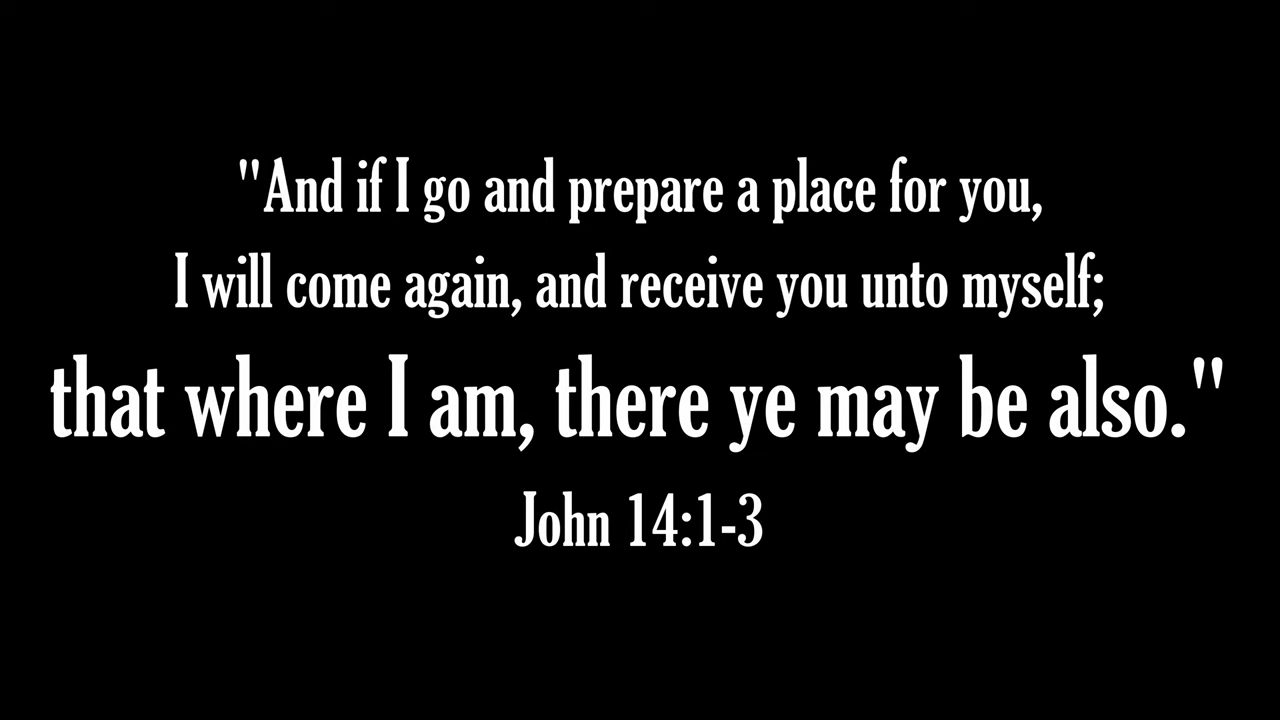 "And if I go and prepare a place for you,
I will come again, and receive you unto myself;
that where I am, there ye may be also."
John 14:1-3